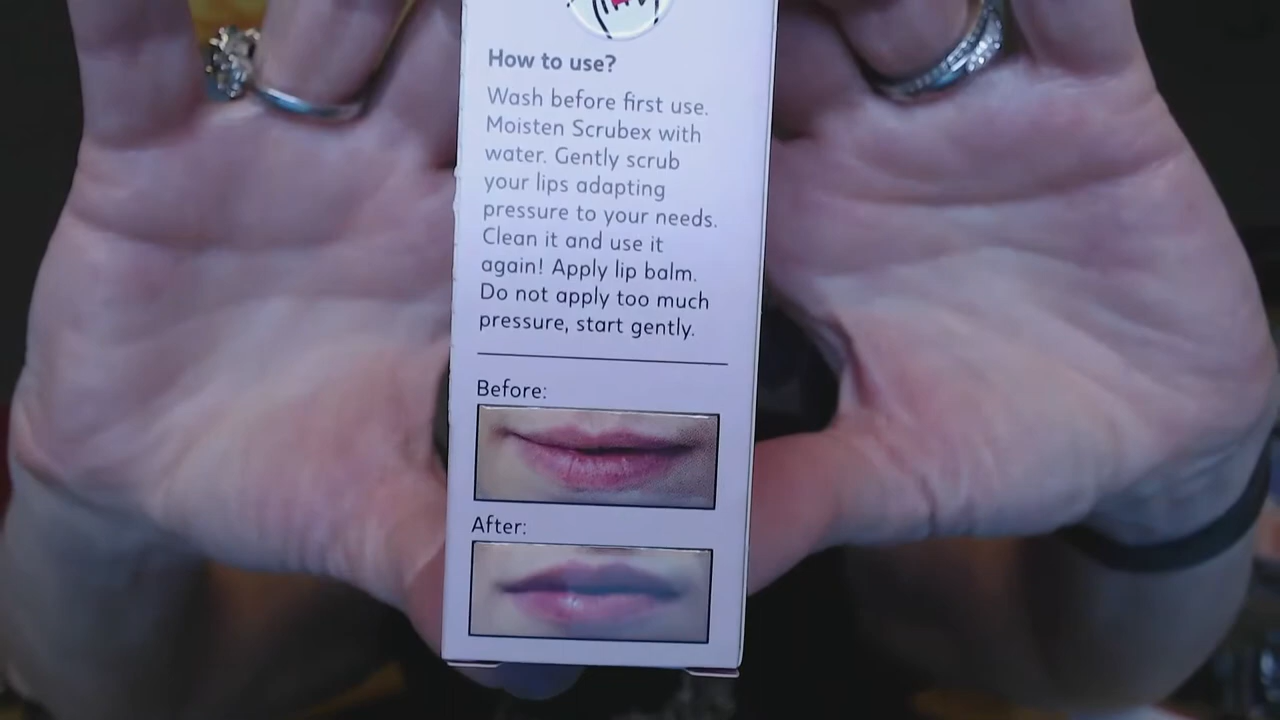 How to use?
Wash before first use.
Moisten Scrubex with
water. Gently scrub
your lips adapting
pressure to your needs.
Clean it and use it
again! Apply lip balm.
Do not apply too much
pressure, start gently.
Before:
After: